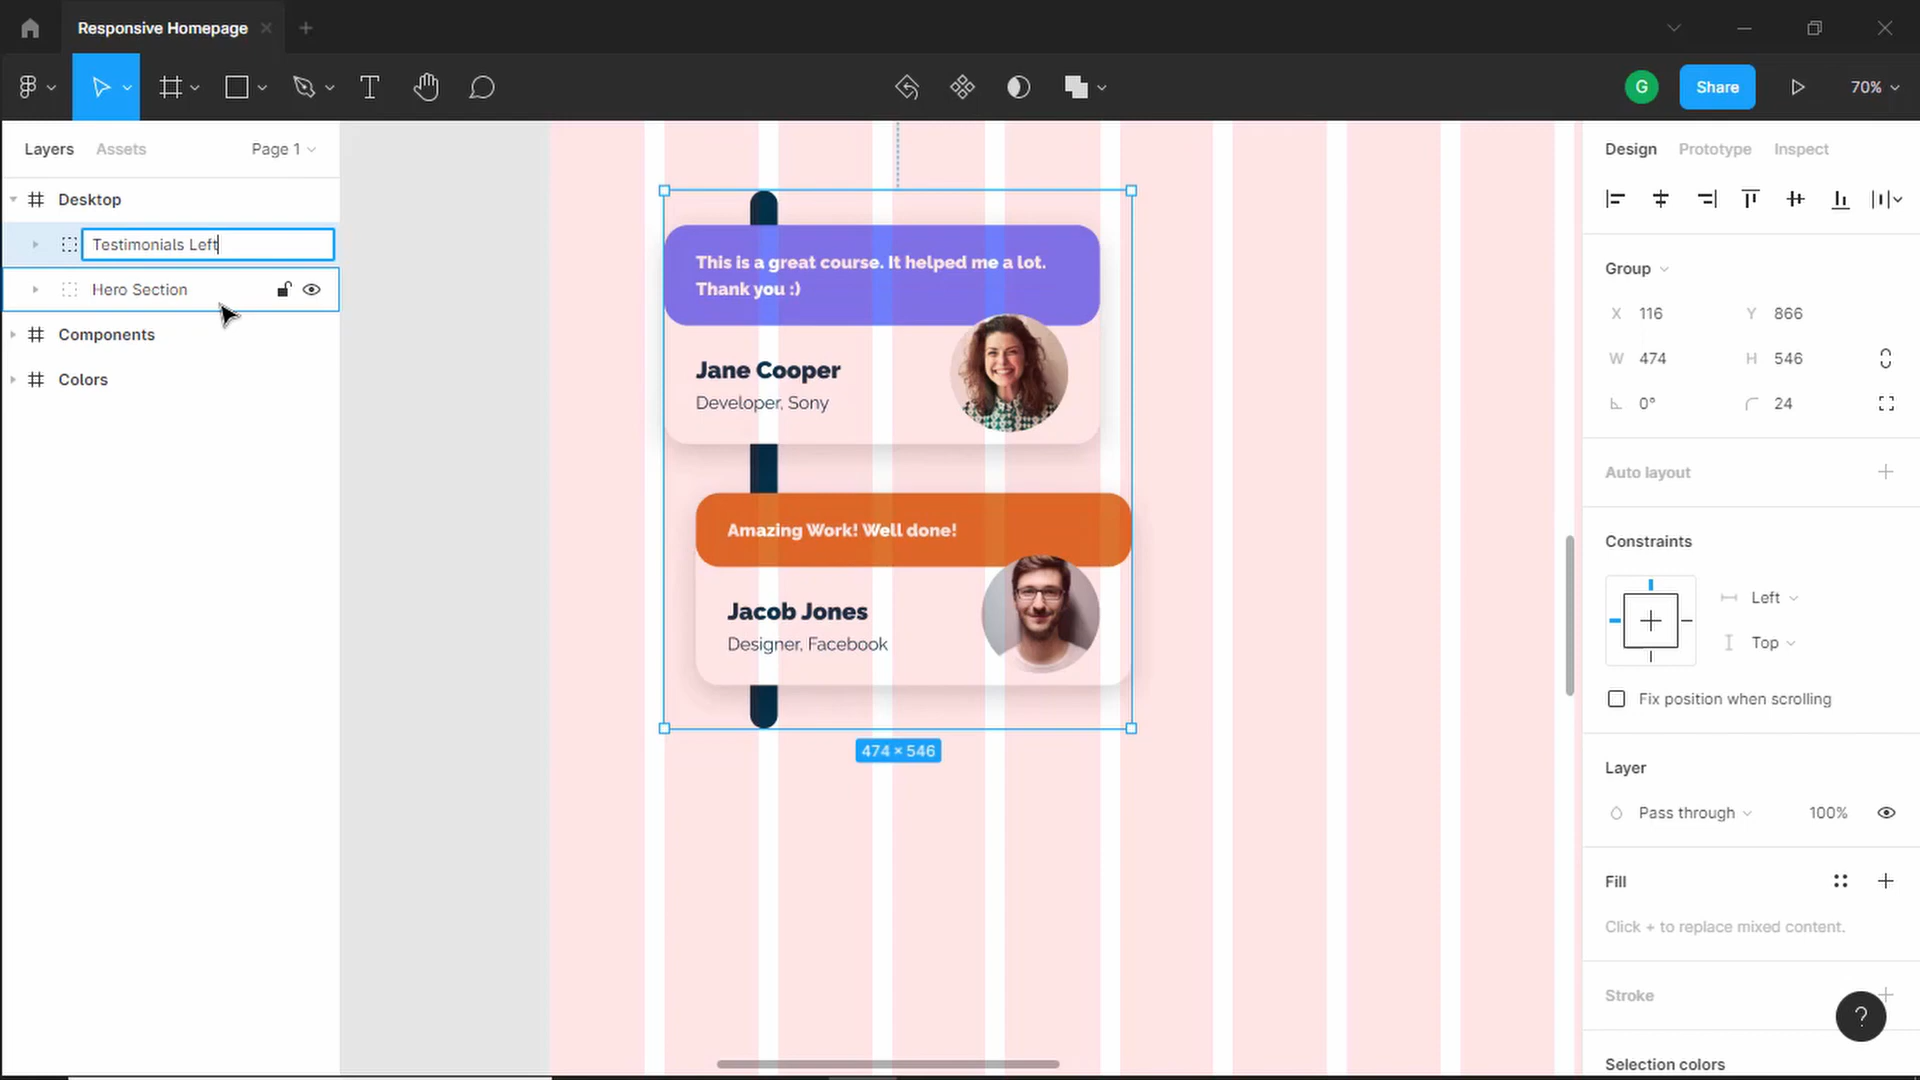 Responsive Homepage
G
Share
70%
Layers
Assets
Page 1
Desktop
Testimonials Left
Hero Section
Components
Colors
This is a great course. It helped me a lot.
Thank you :)
Jane Cooper
Developer, Sony
Amazing Work! Well done!
Jacob Jones
Designer, Facebook
474 × 546
Design
Prototype
Inspect
Group
X 116
Y 866
W 474
H 546
0°
24
Auto layout
Constraints
Left
Top
Fix position when scrolling
Layer
Pass through
100%
Fill
Click + to replace mixed content.
Stroke
?
Selection colors